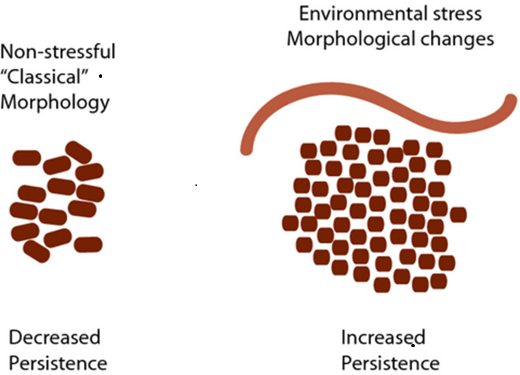 Non-stressful
“Classical”
Morphology
Environmental stress
Morphological changes
Decreased
Persistence
Increased
Persistence